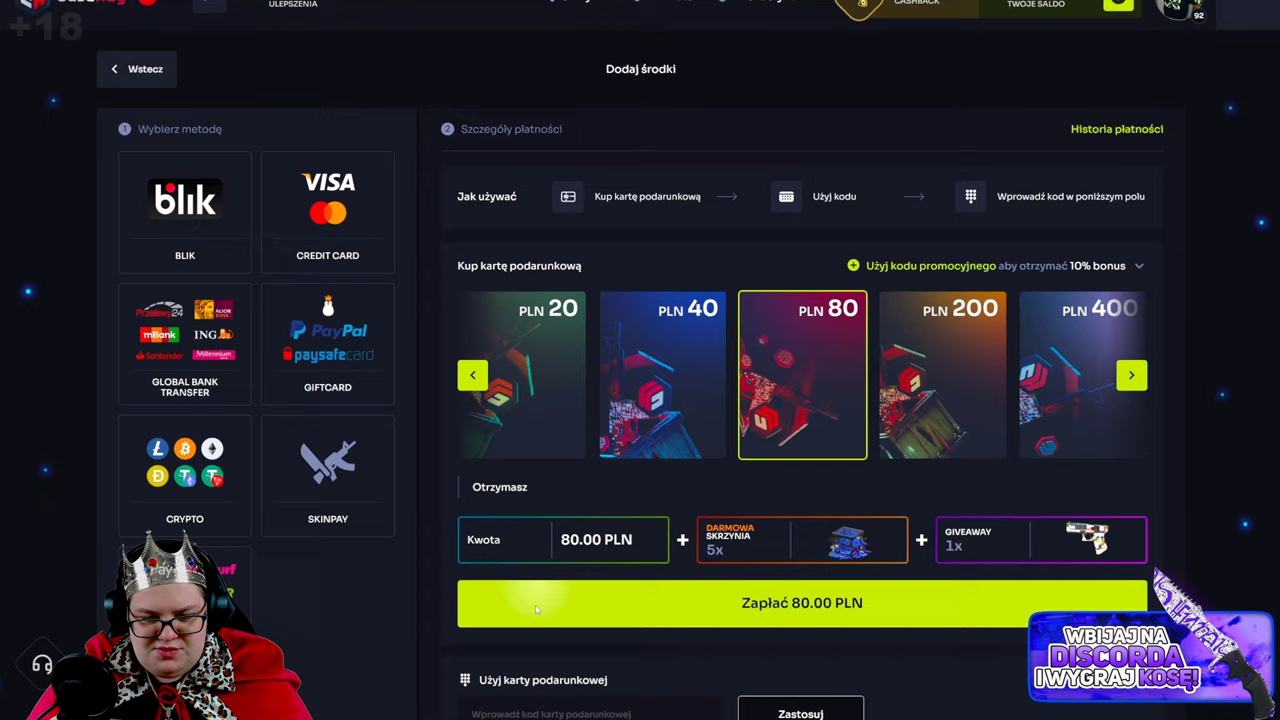 +18
ULEPSZENIA
CASHBACK
TWOJE SALDO
92
Wstecz
Dodaj środki
1 Wybierz metodę
blik
BLIK
VISA
CREDIT CARD
Przelewy24
ALIOR BANK
mBank
ING
Santander
Millennium
GLOBAL BANK
TRANSFER
PayPal
paysafecard
GIFTCARD
CRYPTO
SKINPAY
2 Szczegóły płatności
Historia płatności
Jak używać
Kup kartę podarunkową
Użyj kodu
Wprowadź kod w poniższym polu
Kup kartę podarunkową
Użyj kodu promocyjnego aby otrzymać 10% bonus
PLN 20
PLN 40
PLN 80
PLN 200
PLN 400
Otrzymasz
Kwota 80.00 PLN
+
DARMOWA
SKRZYNIA
5x
+
GIVEAWAY
1x
Zapłać 80.00 PLN
Użyj karty podarunkowej
Wprowadź kod karty podarunkowej
Zastosuj
WBIJAJ NA
DISCORDA
I WYGRAJ KOSĘ!